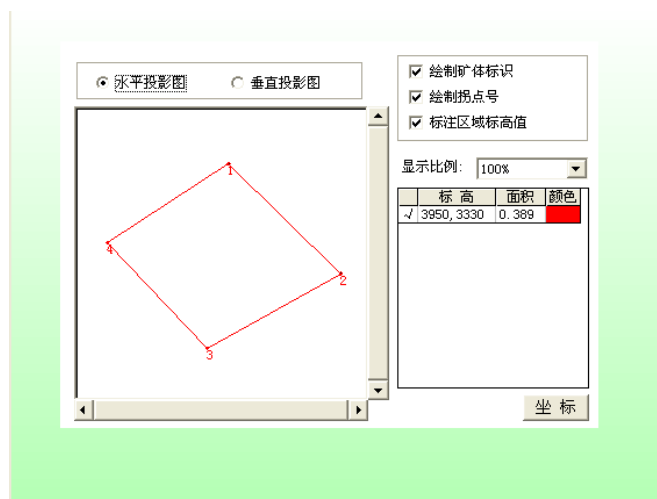 水平投影图 垂直投影图
绘制矿体标识
绘制拐点号
标注区域标高值
显示比例: 100%
标 高 面积 颜色
√ 3950,3330 0.389
1
2
3
4
坐 标